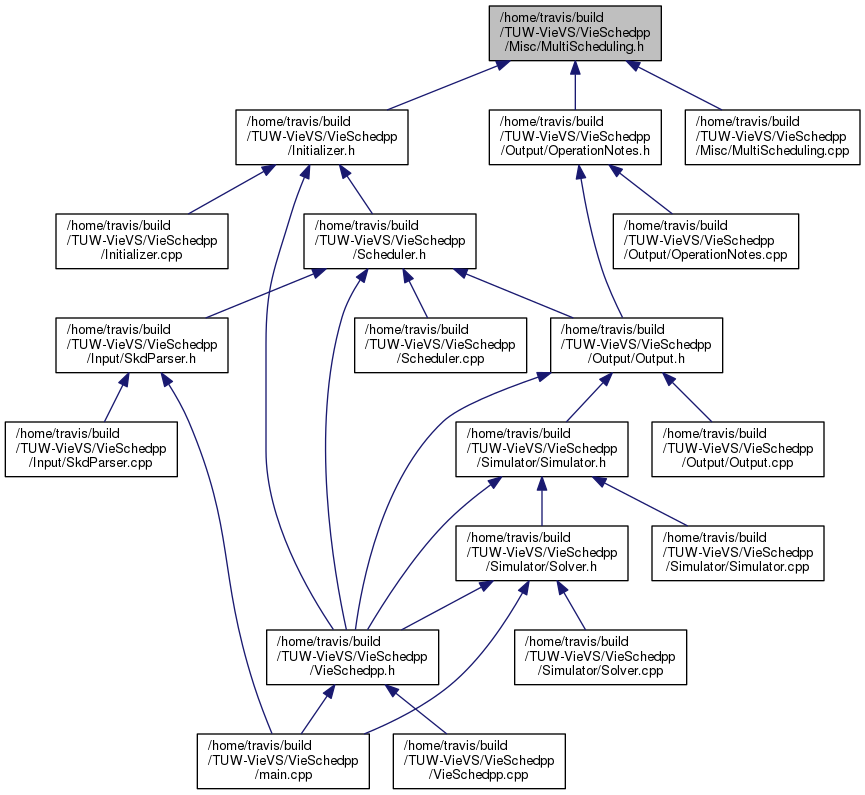 /home/travis/build
/TUW-VieVS/VieSchedpp
/Misc/MultiScheduling.h
/home/travis/build
/TUW-VieVS/VieSchedpp
/Initializer.h
/home/travis/build
/TUW-VieVS/VieSchedpp
/Output/OperationNotes.h
/home/travis/build
/TUW-VieVS/VieSchedpp
/Misc/MultiScheduling.cpp
/home/travis/build
/TUW-VieVS/VieSchedpp
/Initializer.cpp
/home/travis/build
/TUW-VieVS/VieSchedpp
/Scheduler.h
/home/travis/build
/TUW-VieVS/VieSchedpp
/Output/OperationNotes.cpp
/home/travis/build
/TUW-VieVS/VieSchedpp
/Input/SkdParser.h
/home/travis/build
/TUW-VieVS/VieSchedpp
/Scheduler.cpp
/home/travis/build
/TUW-VieVS/VieSchedpp
/Output/Output.h
/home/travis/build
/TUW-VieVS/VieSchedpp
/Input/SkdParser.cpp
/home/travis/build
/TUW-VieVS/VieSchedpp
/Simulator/Simulator.h
/home/travis/build
/TUW-VieVS/VieSchedpp
/Output/Output.cpp
/home/travis/build
/TUW-VieVS/VieSchedpp
/Simulator/Solver.h
/home/travis/build
/TUW-VieVS/VieSchedpp
/Simulator/Simulator.cpp
/home/travis/build
/TUW-VieVS/VieSchedpp
/VieSchedpp.h
/home/travis/build
/TUW-VieVS/VieSchedpp
/Simulator/Solver.cpp
/home/travis/build
/TUW-VieVS/VieSchedpp
/main.cpp
/home/travis/build
/TUW-VieVS/VieSchedpp
/VieSchedpp.cpp